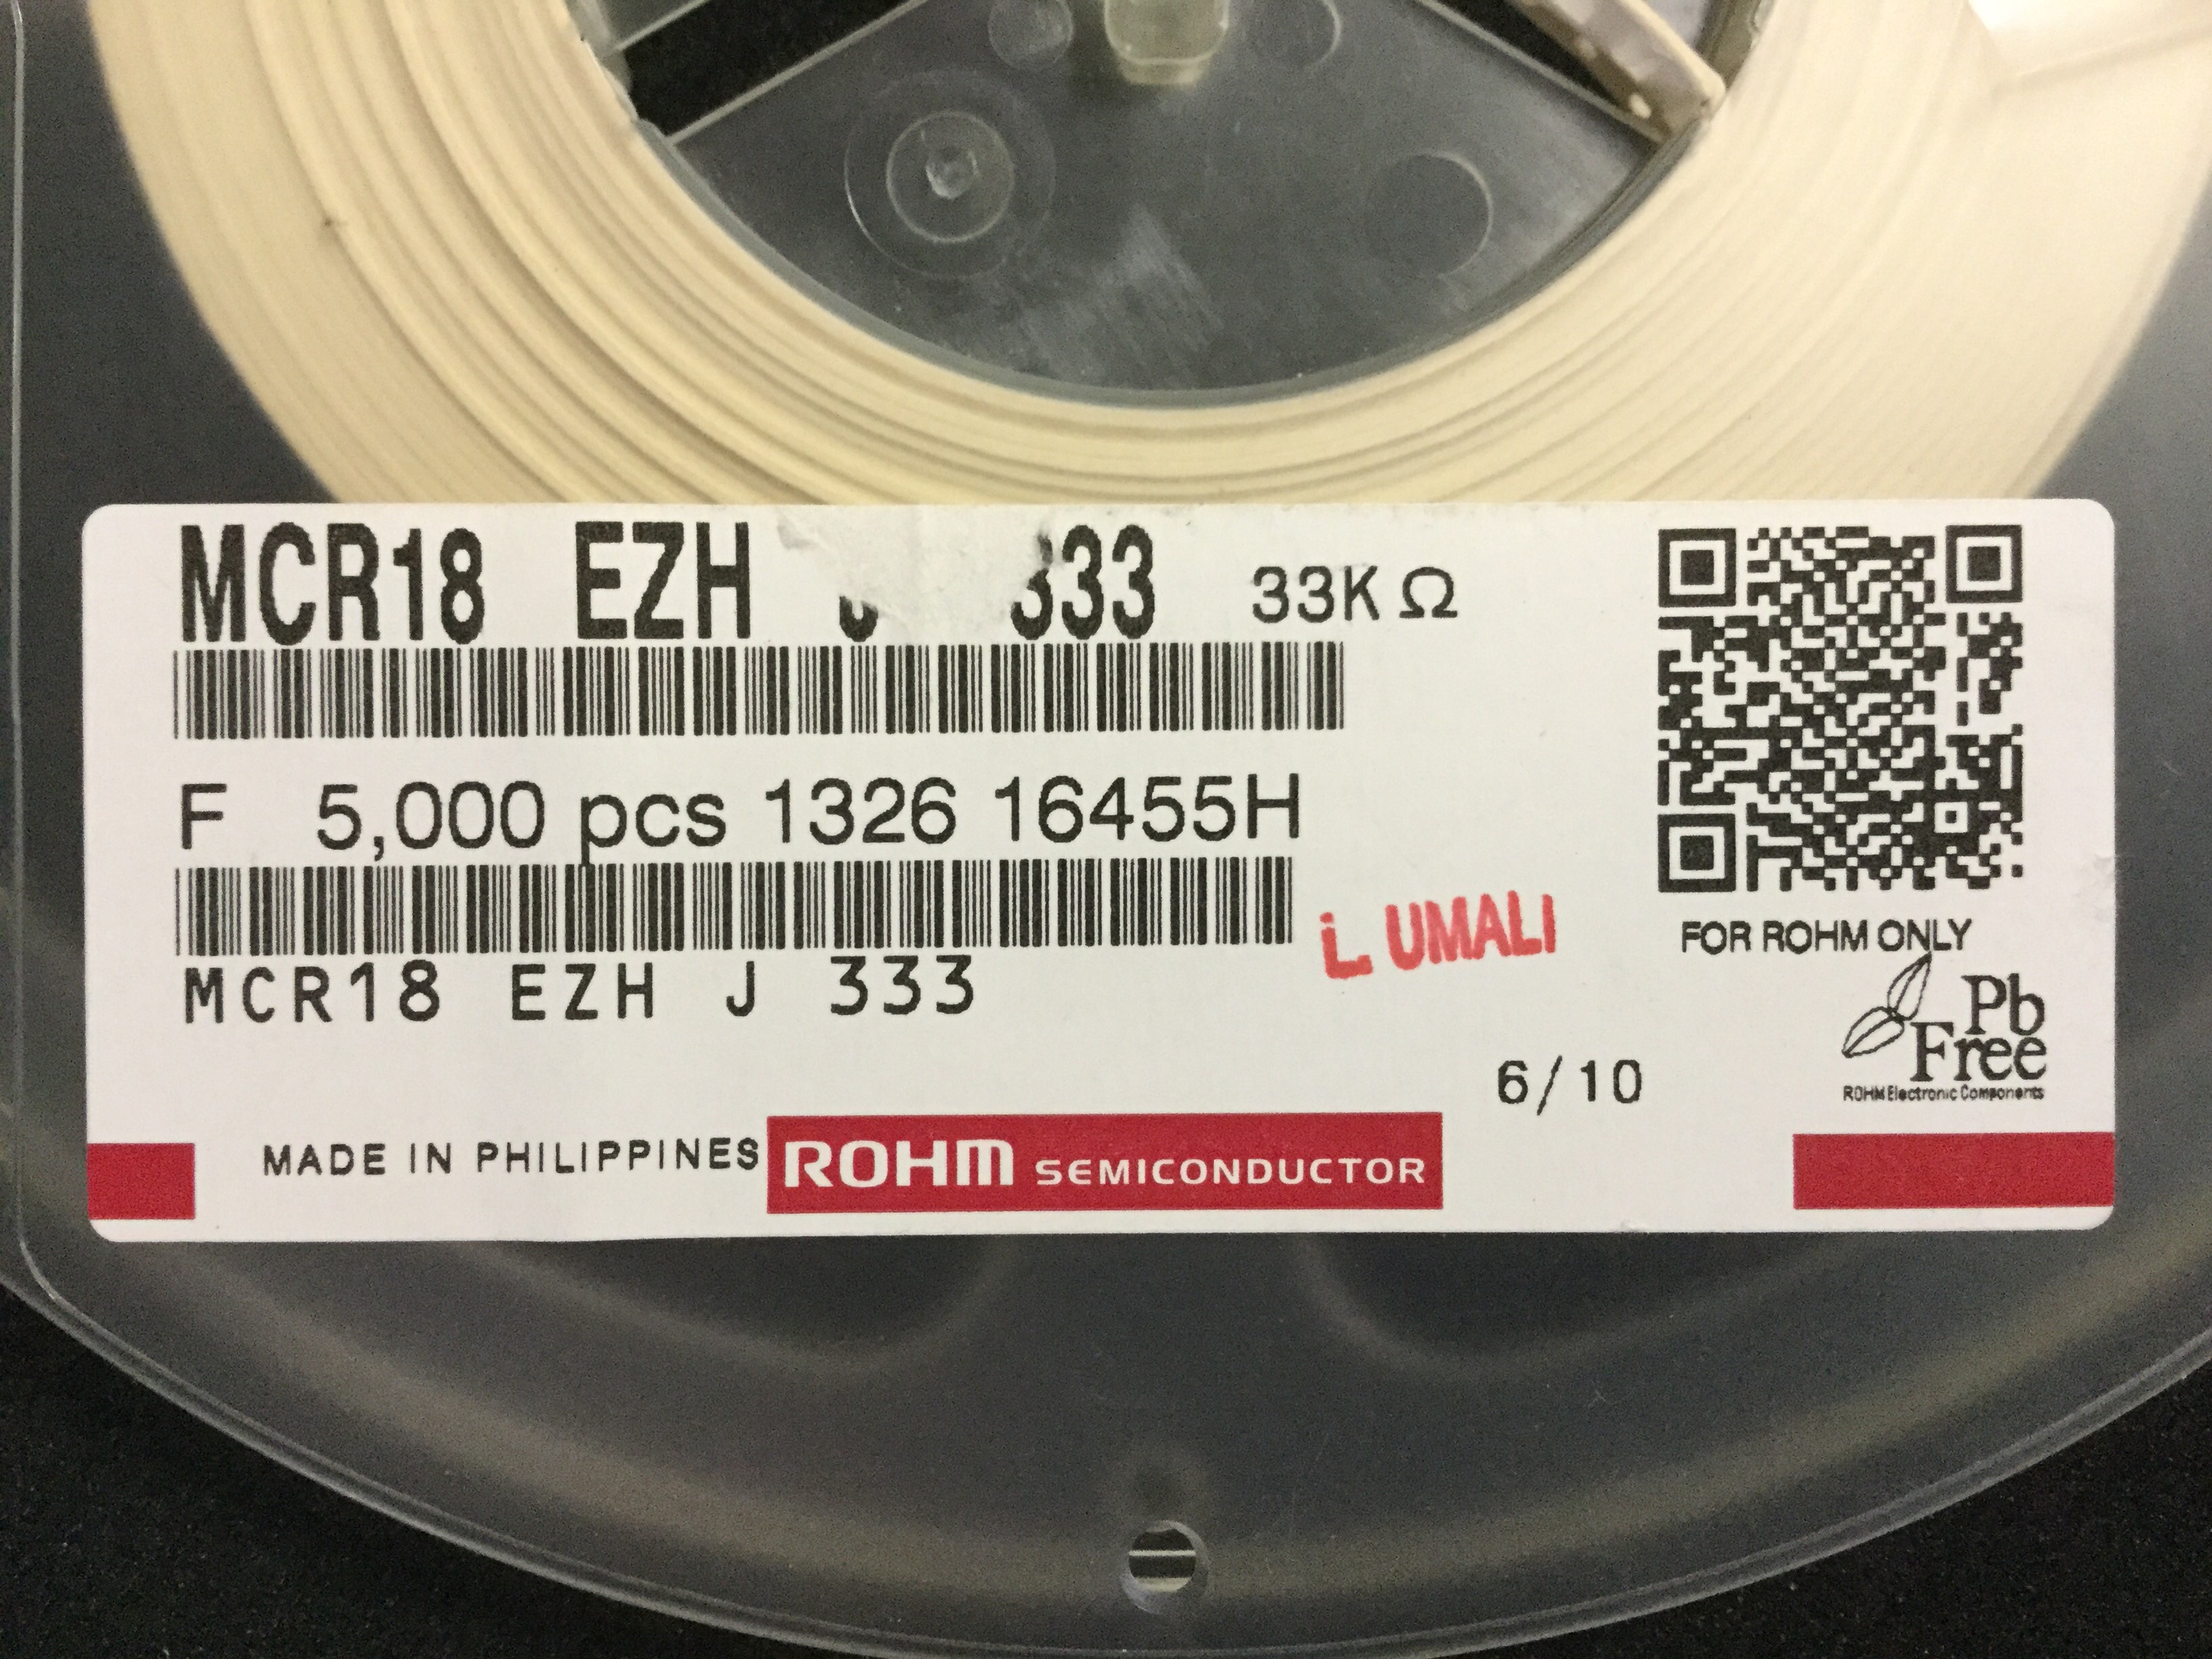 MCR18 EZH J 333 33KΩ
F 5,000 pcs 1326 16455H
L UMALI
MCR18 EZH J 333
FOR ROHM ONLY
Pb
Free
ROHM Electronic Components
6/10
MADE IN PHILIPPINES ROHM SEMICONDUCTOR